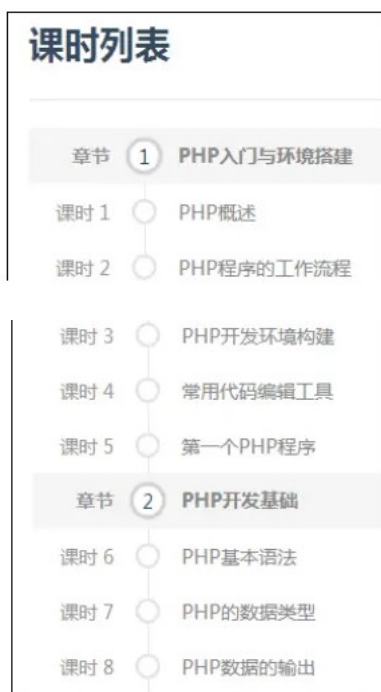 课时列表
章节 1 PHP入门与环境搭建
课时 1 PHP概述
课时 2 PHP程序的工作流程
课时 3 PHP开发环境构建
课时 4 常用代码编辑工具
课时 5 第一个PHP程序
章节 2 PHP开发基础
课时 6 PHP基本语法
课时 7 PHP的数据类型
课时 8 PHP数据的输出